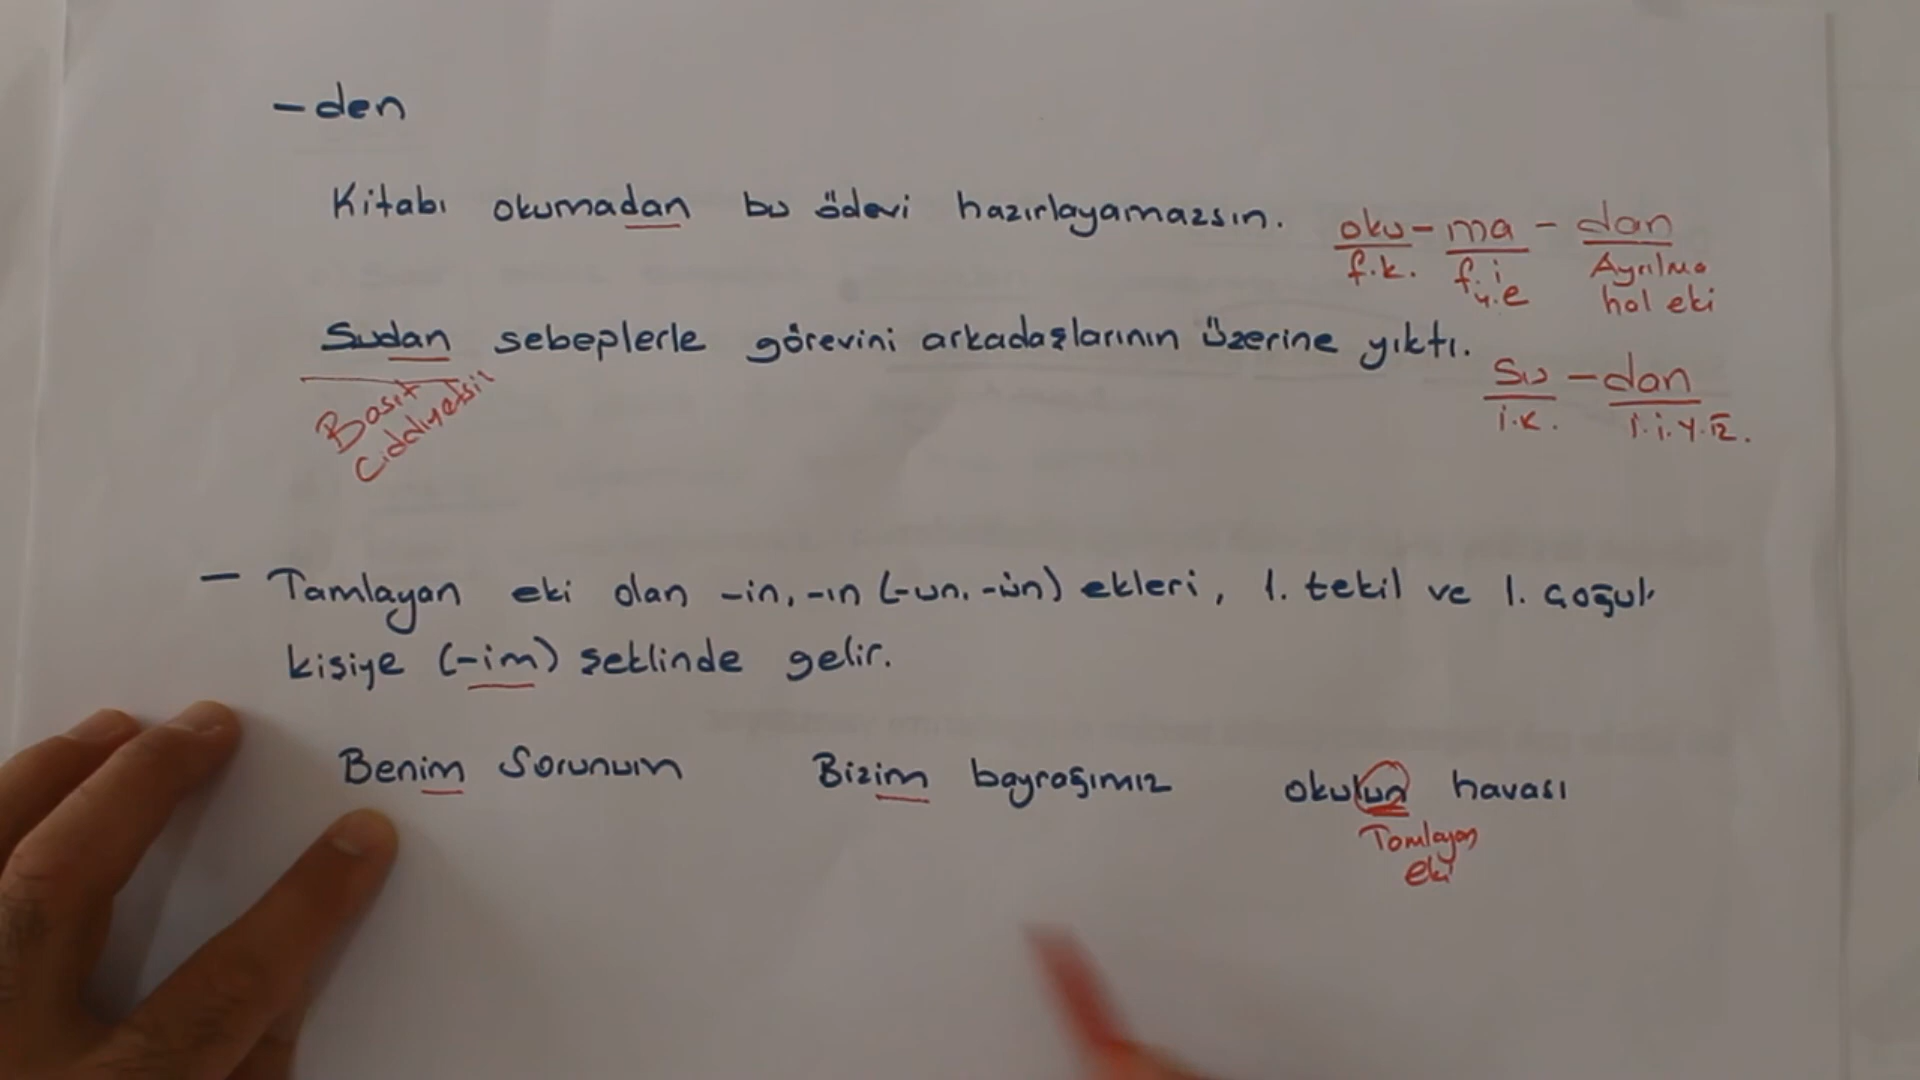 -den
Kitabı okumadan bu ödevi hazırlayamazsın.
oku-ma-dan
f.k. f.i.y.e Ayrılma hal eki
Sudan sebeplerle görevini arkadaşlarının üzerine yıktı.
Basit
Ciddiyetsiz
su-dan
i.k. i.i.y.e.
- Tamlayan eki olan -in, -ın (-un, -ün) ekleri, 1. tekil ve 1. çoğul
kişiye (-im) şeklinde gelir.
Benim Sorunum Bizim bayrağımız okulun havası
Tamlayan
eki